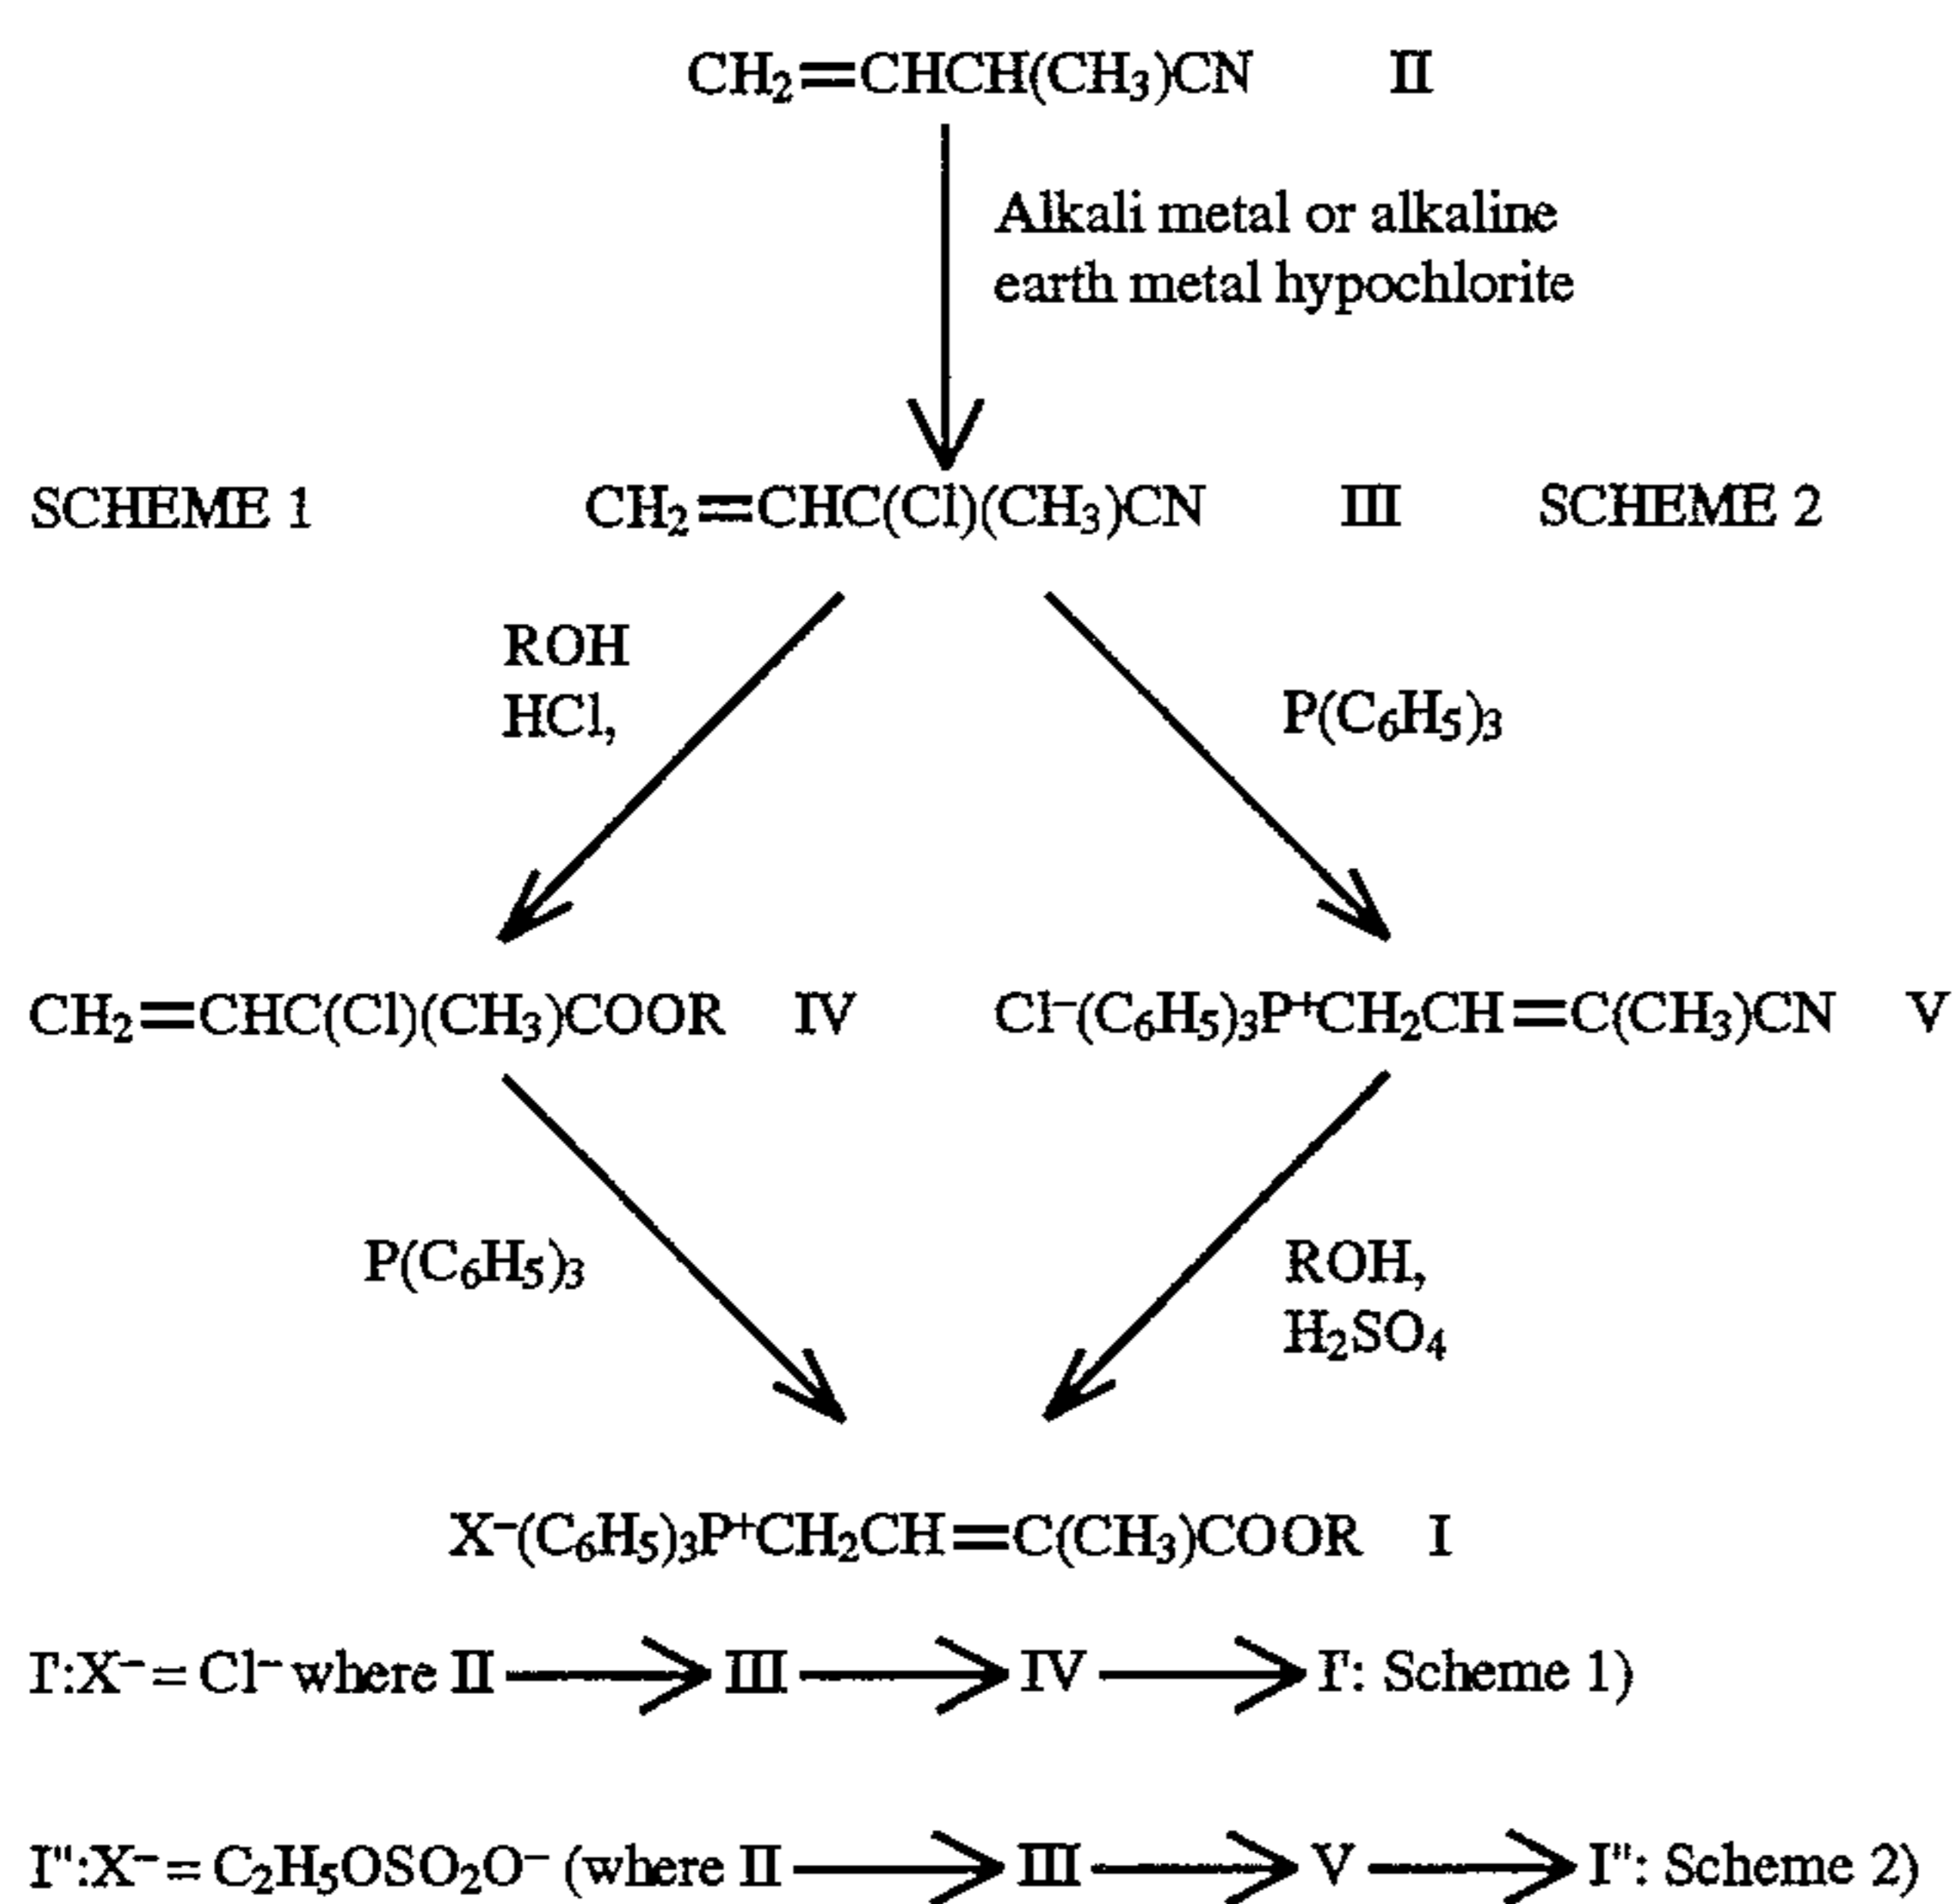 CH₂=CHCH(CH₃)CN II
Alkali metal or alkaline
earth metal hypochlorite
SCHEME 1 CH₂=CHC(Cl)(CH₃)CN III SCHEME 2
ROH
HCl,
P(C₆H₅)₃
CH₂=CHC(Cl)(CH₃)COOR IV Cl⁻(C₆H₅)₃P⁺CH₂CH=C(CH₃)CN V
P(C₆H₅)₃
ROH,
H₂SO₄
X⁻(C₆H₅)₃P⁺CH₂CH=C(CH₃)COOR I
I':X⁻= Cl⁻ where II → III → IV → I': Scheme 1)
I":X⁻= C₂H₅OSO₂O⁻ (where II → III → V → I": Scheme 2)